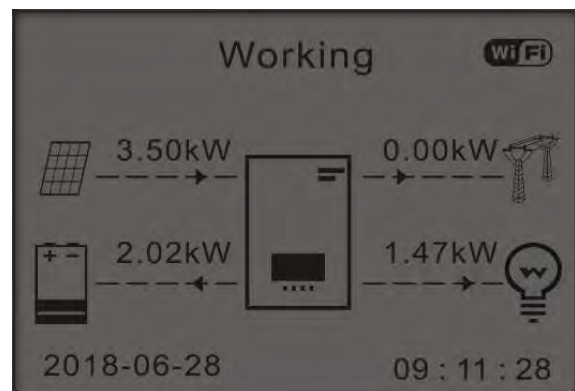 Working
WiFi
3.50kW
0.00kW
2.02kW
1.47kW
2018-06-28
09 : 11 : 28